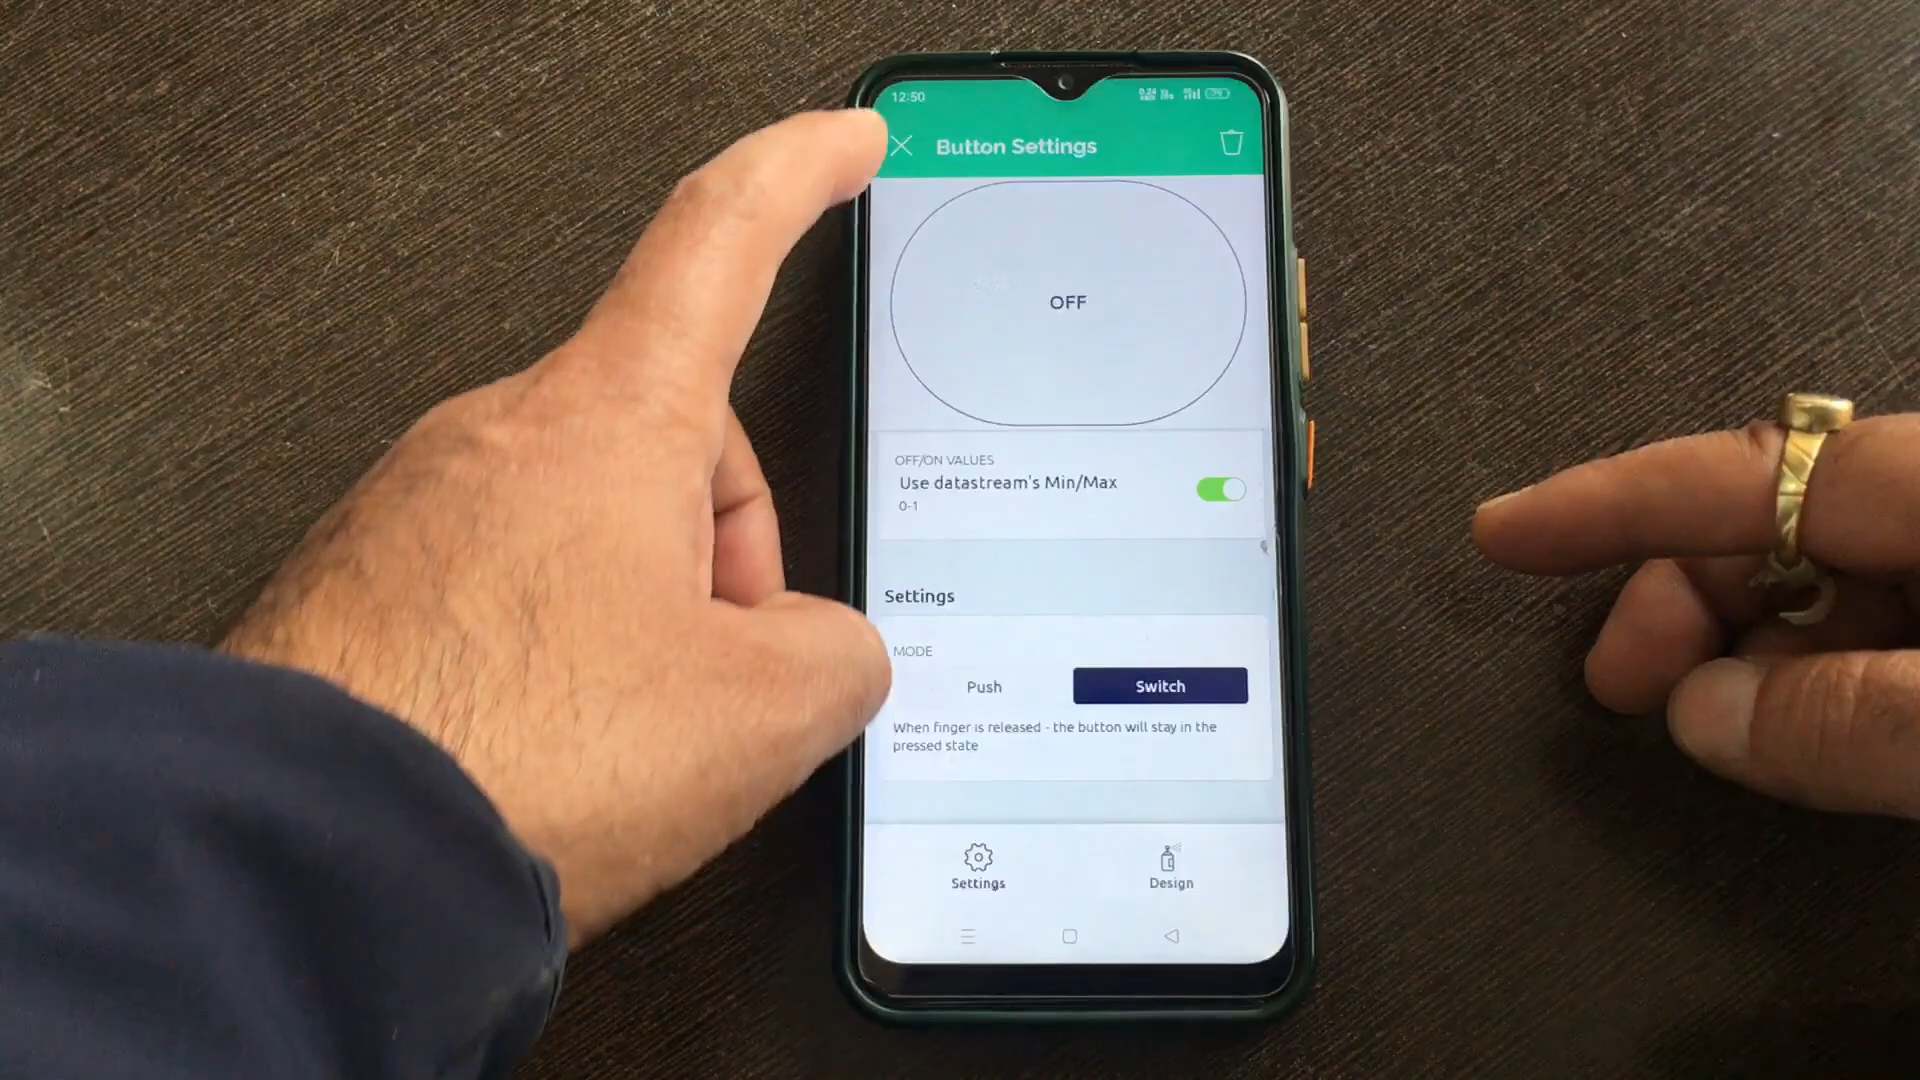 12:50
Button Settings
OFF
OFF/ON VALUES
Use datastream's Min/Max
0-1
Settings
MODE
Push
Switch
When finger is released - the button will stay in the
pressed state
Settings
Design